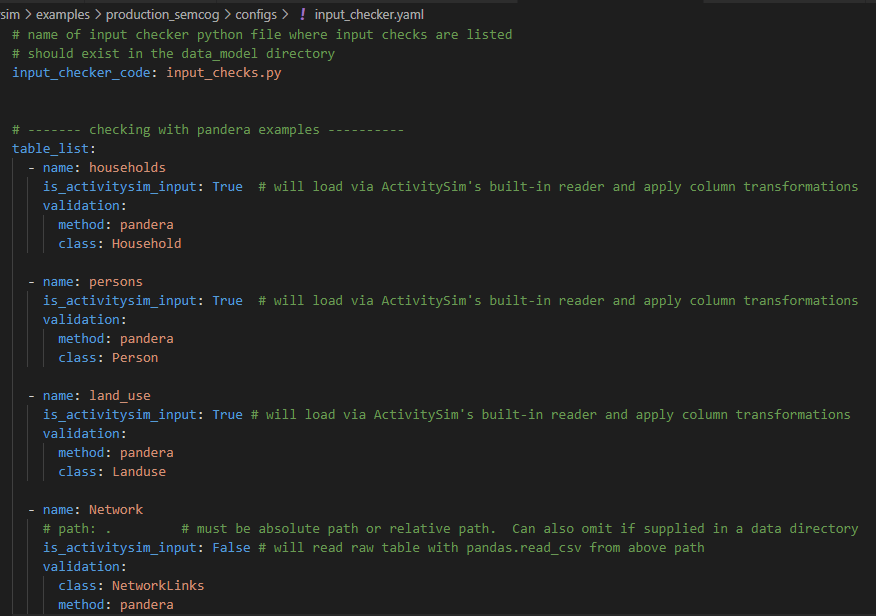 sim > examples > production_semcog > configs > ! input_checker.yaml
# name of input checker python file where input checks are listed
# should exist in the data_model directory
input_checker_code: input_checks.py
# ------- checking with pandera examples ----------
table_list:
- name: households
is_activitysim_input: True # will load via ActivitySim's built-in reader and apply column transformations
validation:
method: pandera
class: Household
- name: persons
is_activitysim_input: True # will load via ActivitySim's built-in reader and apply column transformations
validation:
method: pandera
class: Person
- name: land_use
is_activitysim_input: True # will load via ActivitySim's built-in reader and apply column transformations
validation:
method: pandera
class: Landuse
- name: Network
# path: . # must be absolute path or relative path. Can also omit if supplied in a data directory
is_activitysim_input: False # will read raw table with pandas.read_csv from above path
validation:
class: NetworkLinks
method: pandera